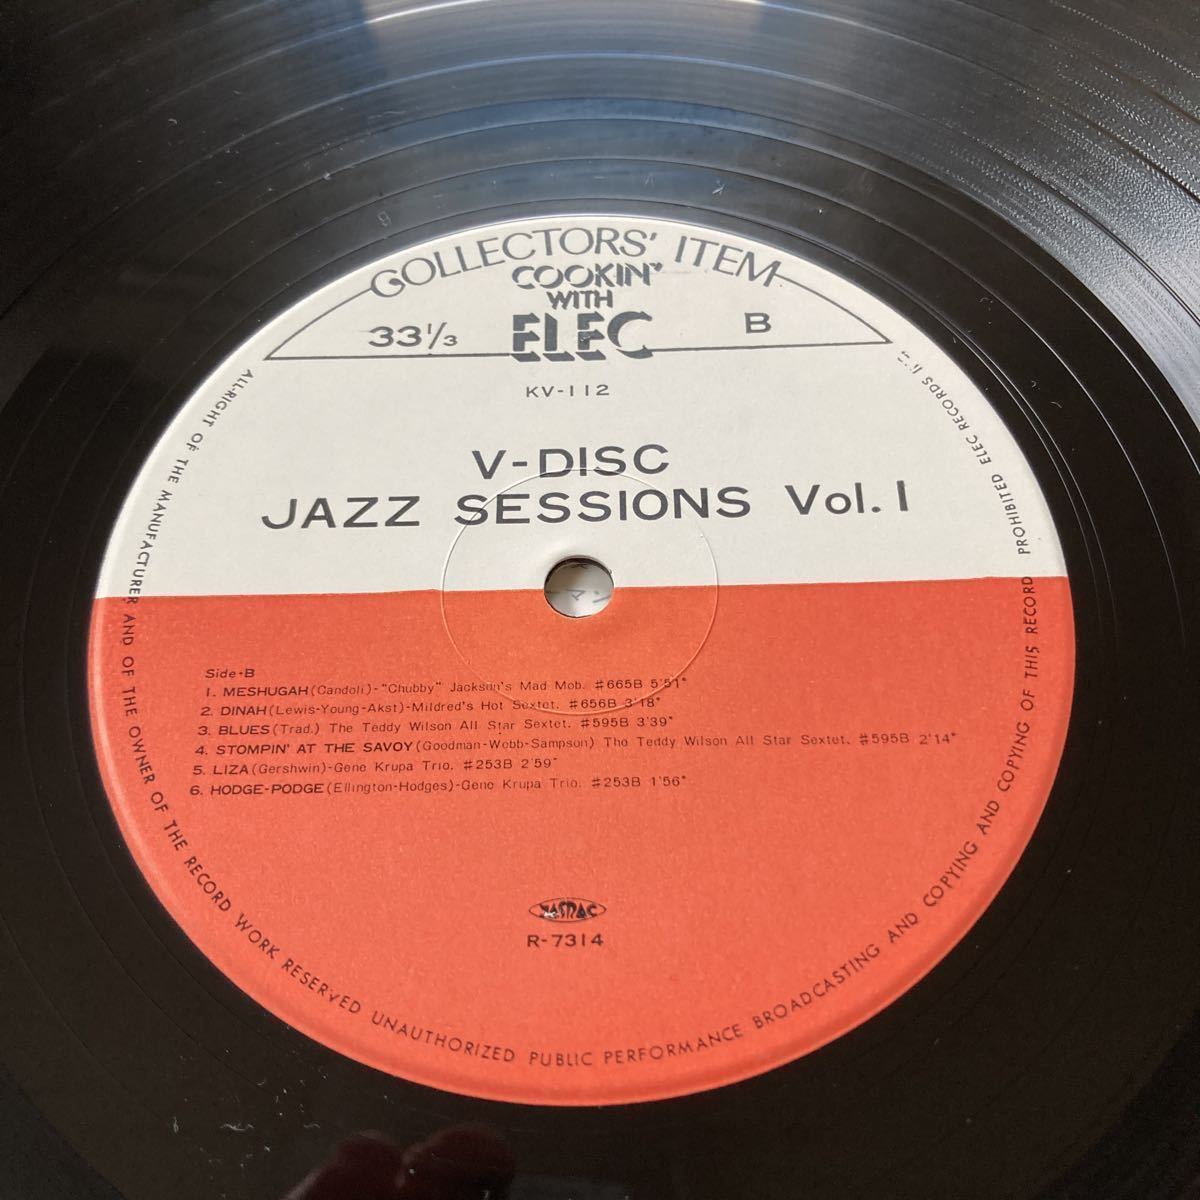 COLLECTORS' ITEM
COOKIN'
WITH
ELEC
33⅓
B
KV-112
V-DISC
JAZZ SESSIONS Vol. 1
Side-B
1. MESHUGAH (Candoli)-"Chubby" Jackson's Mad Mob. #665B 5'51"
2. DINAH (Lewis-Young-Akst)-Mildred's Hot Sextet. #656B 3'18"
3. BLUES (Trad.) The Teddy Wilson All Star Sextet. #595B 3'39"
4. STOMPIN' AT THE SAVOY (Goodman-Webb-Sampson) The Teddy Wilson All Star Sextet. #595B 2'14"
5. LIZA (Gershwin)-Gene Krupa Trio. #253B 2'59"
6. HODGE-PODGE (Ellington-Hodges)-Gene Krupa Trio. #253B 1'56"
JASRAC
R-7314
ALL-RIGHT OF THE MANUFACTURER AND OF THE OWNER OF THE RECORD WORK RESERVED UNAUTHORIZED PUBLIC PERFORMANCE BROADCASTING AND COPYING AND COPYING OF THIS RECORD PROHIBITED ELEC RECORDS